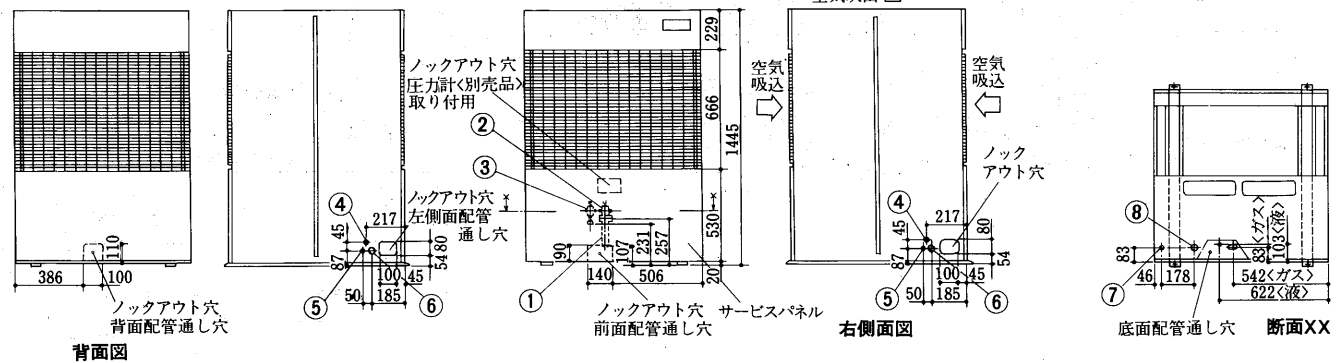 386
100
110
ノックアウト穴
背面配管通し穴
背面図
④
217
45
87
⑤
50
185
⑥
100
45
80
54
ノックアウト穴
左側面配管
通し穴
ノックアウト穴
圧力計<別売品>
取り付用
②
③
X
X
90
140
107
231
257
506
①
ノックアウト穴
前面配管通し穴
サービスパネル
229
666
530
20
1445
空気
吸込
空気
吸込
ノック
アウト穴
④
217
45
87
⑤
50
185
⑥
100
45
80
54
右側面図
⑧
83
⑦
46
178
83<ガス>
103<液>
542<ガス>
622<液>
底面配管通し穴
断面XX